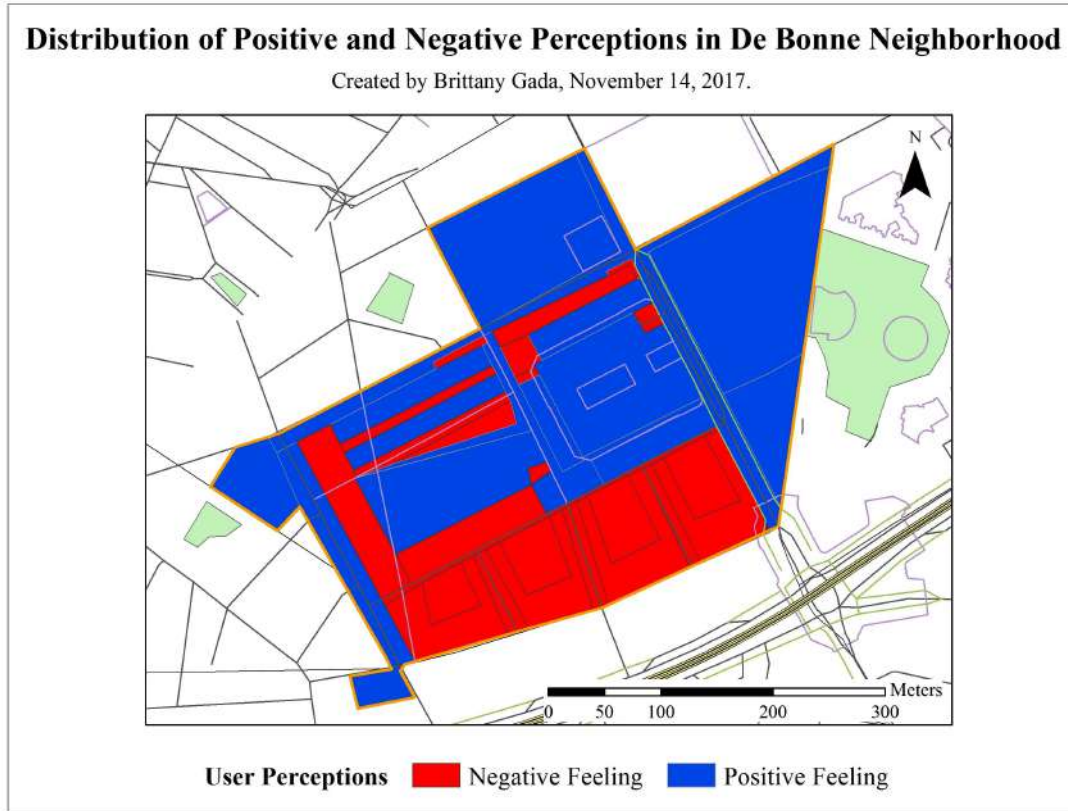 Distribution of Positive and Negative Perceptions in De Bonne Neighborhood
Created by Brittany Gada, November 14, 2017.
N
Meters
0 50 100 200 300
User Perceptions Negative Feeling Positive Feeling